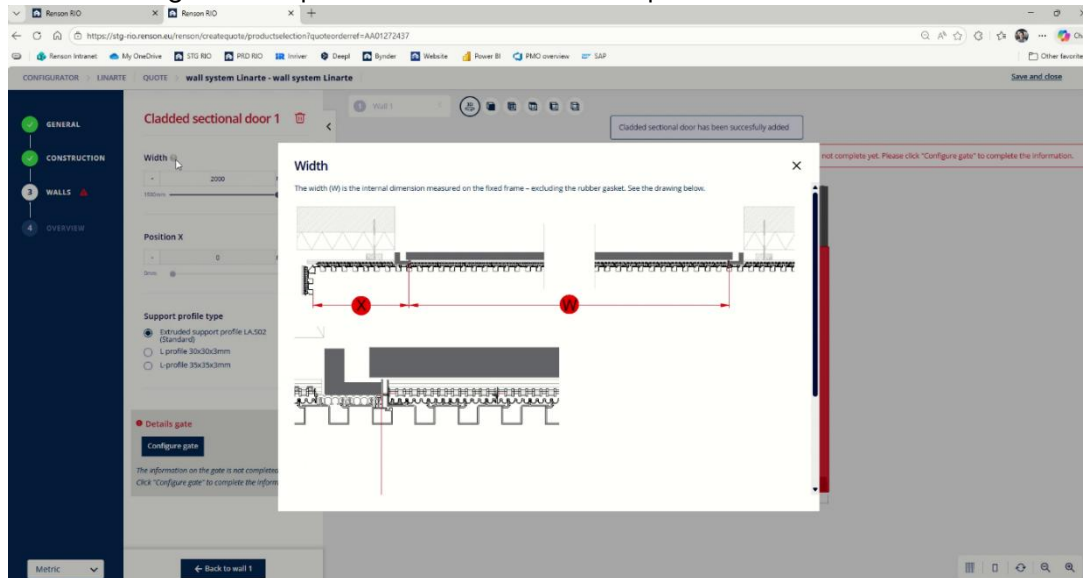 Renson RIO
Renson RIO
https://stg-rio.renson.eu/renson/createquote/productselection?quoteorderref=AA01272437
Renson Intranet
My OneDrive
STG RIO
PRD RIO
Inriver
Bynder
Deepl
Website
Power BI
PMO overview
SAP
Other favorite
CONFIGURATOR
LINARTE
QUOTE
wall system Linarte - wall system Linarte
Save and close
GENERAL
CONSTRUCTION
3 WALLS
4 OVERVIEW
Cladded sectional door 1
1 Wall 1
3D
Cladded sectional door has been succesfully added
not complete yet. Please click "Configure gate" to complete the information.
Width
- 2000
Position X
- 0
0mm
Support profile type
Extruded support profile LA.502
(Standard)
L-profile 30x30x3mm
L-profile 35x35x3mm
Details gate
Configure gate
The information on the gate is not completed
Click "Configure gate" to complete the inform
Width
The width (W) is the internal dimension measured on the fixed frame – excluding the rubber gasket. See the drawing below.
X
W
Metric
← Back to wall 1